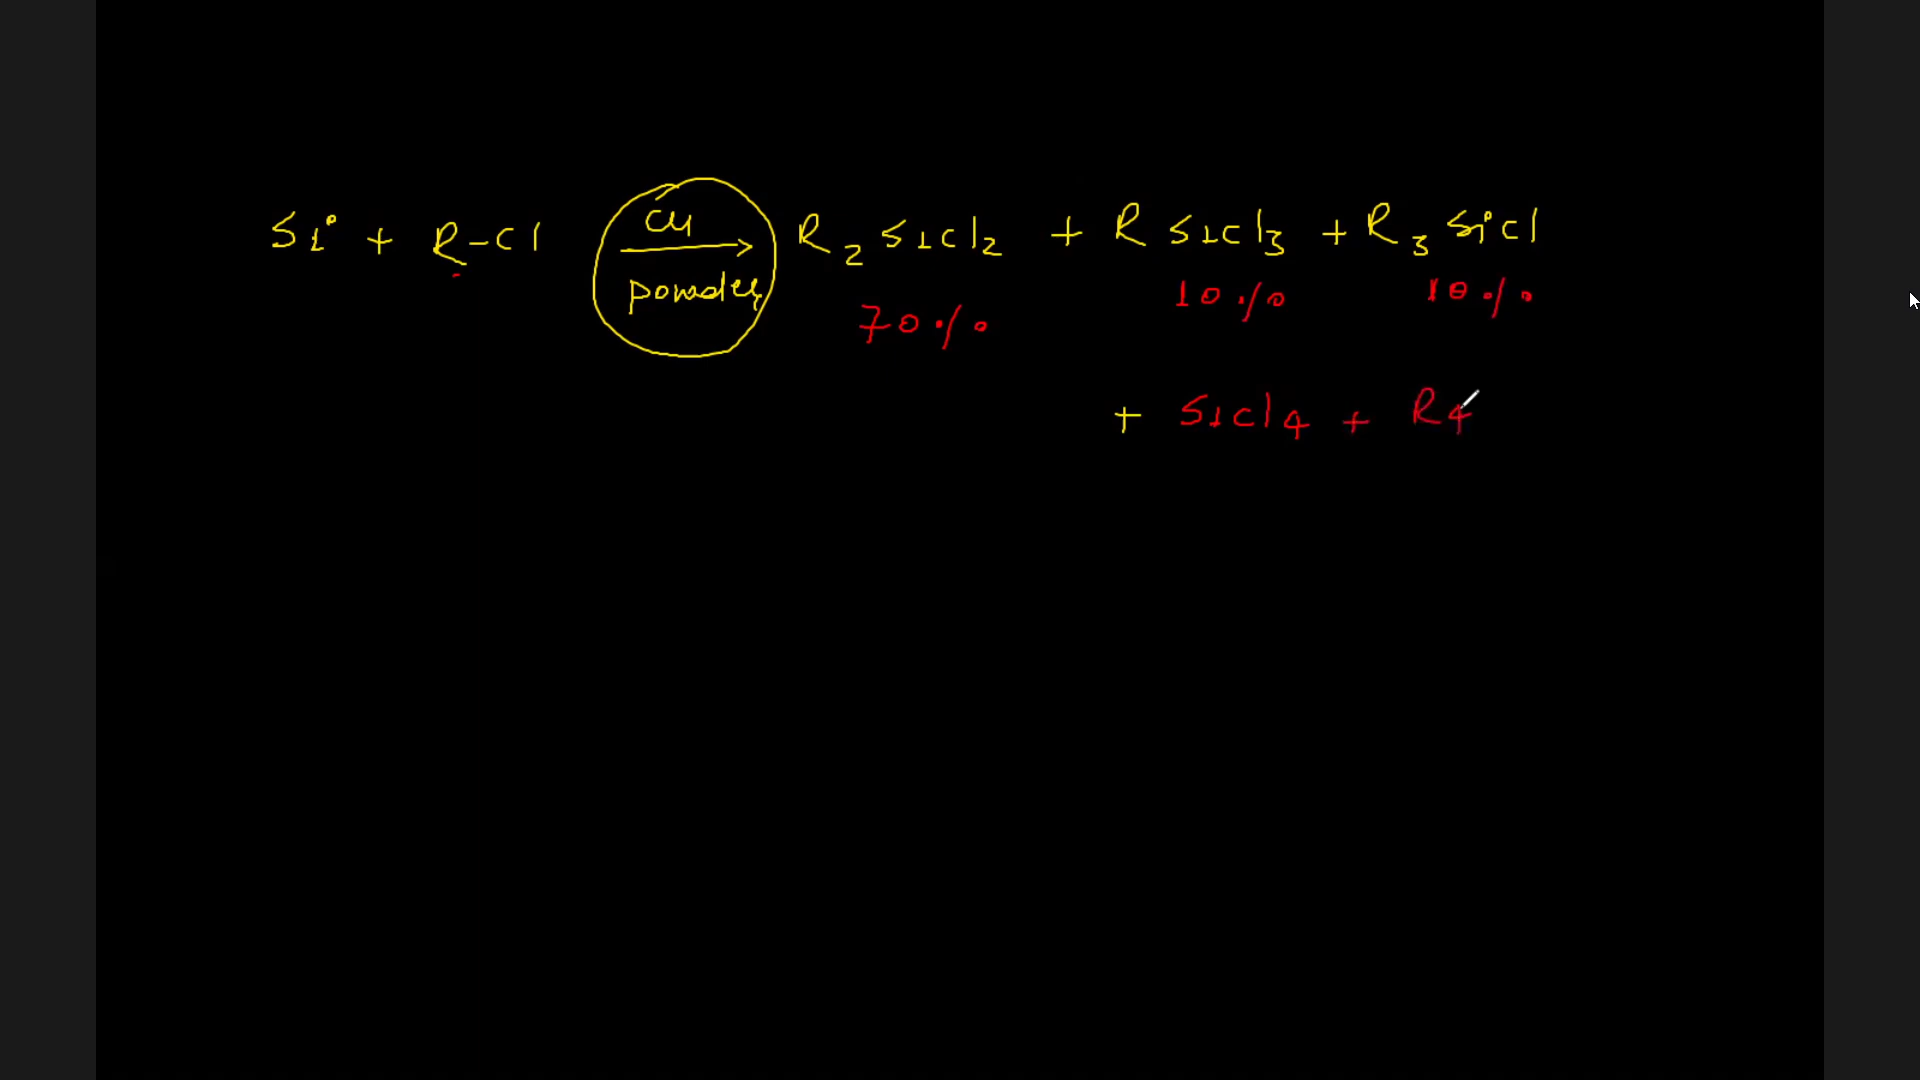 Si + R-Cl Cu powder R2SiCl2 + RSiCl3 + R3SiCl
70% 10% 10%
+ SiCl4 + R4